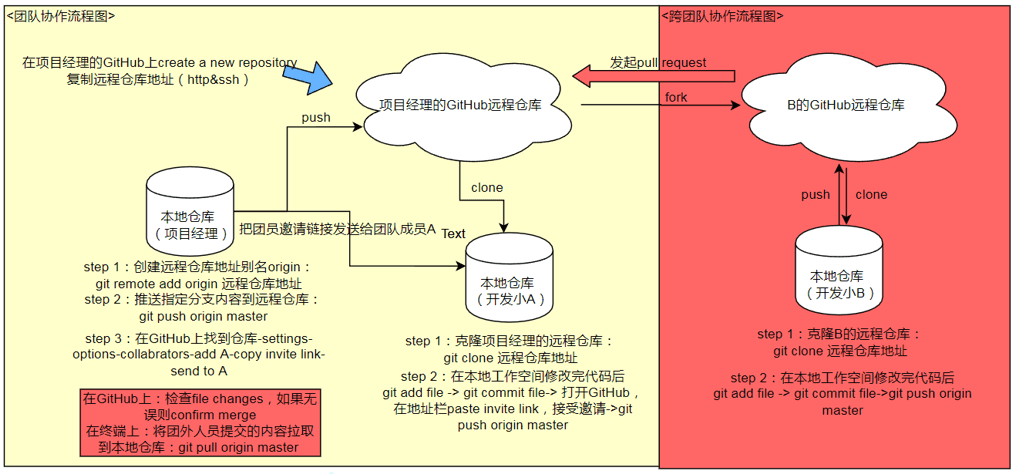 <团队协作流程图>
在项目经理的GitHub上create a new repository
复制远程仓库地址（http&ssh）
项目经理的GitHub远程仓库
push
clone
本地仓库
（项目经理）
把团员邀请链接发送给团队成员A
Text
本地仓库
（开发小A）
step 1：创建远程仓库地址别名origin：
git remote add origin 远程仓库地址
step 2：推送指定分支内容到远程仓库：
git push origin master
step 3：在GitHub上找到仓库-settings-
options-collabrators-add A-copy invite link-
send to A
在GitHub上：检查file changes，如果无
误则confirm merge
在终端上：将团外人员提交的内容拉取
到本地仓库：git pull origin master
step 1：克隆项目经理的远程仓库：
git clone 远程仓库地址
step 2：在本地工作空间修改完代码后
git add file -> git commit file-> 打开GitHub，
在地址栏paste invite link，接受邀请->git
push origin master
<跨团队协作流程图>
发起pull request
fork
B的GitHub远程仓库
push
clone
本地仓库
（开发小B）
step 1：克隆B的远程仓库：
git clone 远程仓库地址
step 2：在本地工作空间修改完代码后
git add file -> git commit file->git push origin
master